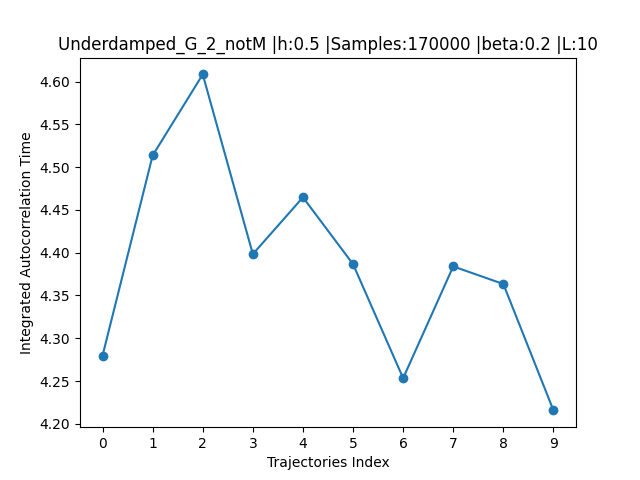 Underdamped_G_2_notM |h:0.5 |Samples:170000 |beta:0.2 |L:10
Integrated Autocorrelation Time
4.60
4.55
4.50
4.45
4.40
4.35
4.30
4.25
4.20
0 1 2 3 4 5 6 7 8 9
Trajectories Index